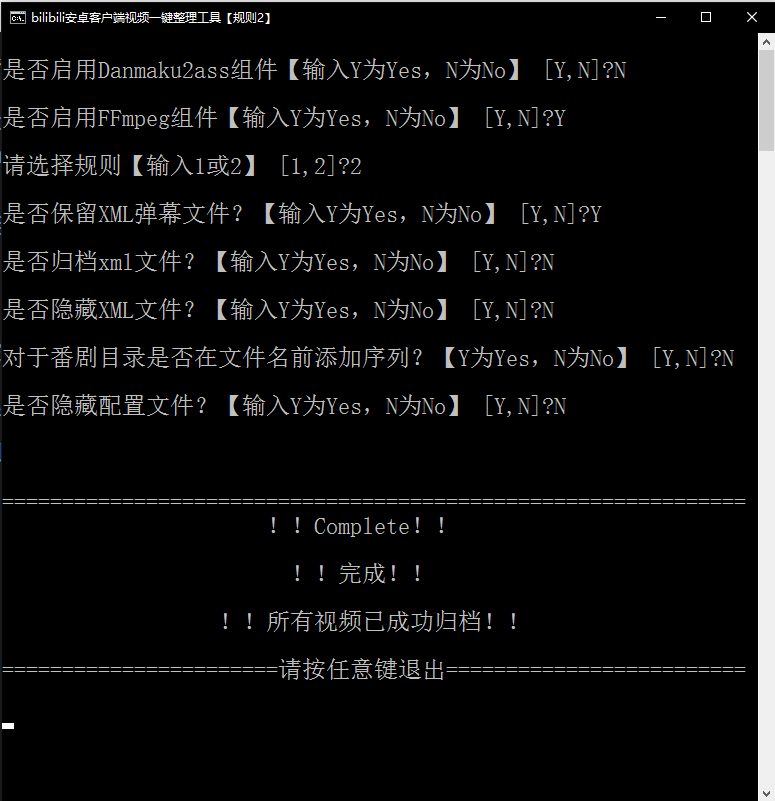 bilibili安卓客户端视频一键整理工具【规则2】
是否启用Danmaku2ass组件【输入Y为Yes，N为No】 [Y,N]?N
是否启用FFmpeg组件【输入Y为Yes，N为No】 [Y,N]?Y
请选择规则【输入1或2】 [1,2]?2
是否保留XML弹幕文件？【输入Y为Yes，N为No】 [Y,N]?Y
是否归档xml文件？【输入Y为Yes，N为No】 [Y,N]?N
是否隐藏XML文件？【输入Y为Yes，N为No】 [Y,N]?N
对于番剧目录是否在文件名前添加序列？【Y为Yes，N为No】 [Y,N]?N
是否隐藏配置文件？【输入Y为Yes，N为No】 [Y,N]?N
==============================================================
！！Complete！！
！！完成！！
！！所有视频已成功归档！！
=======================请按任意键退出=========================